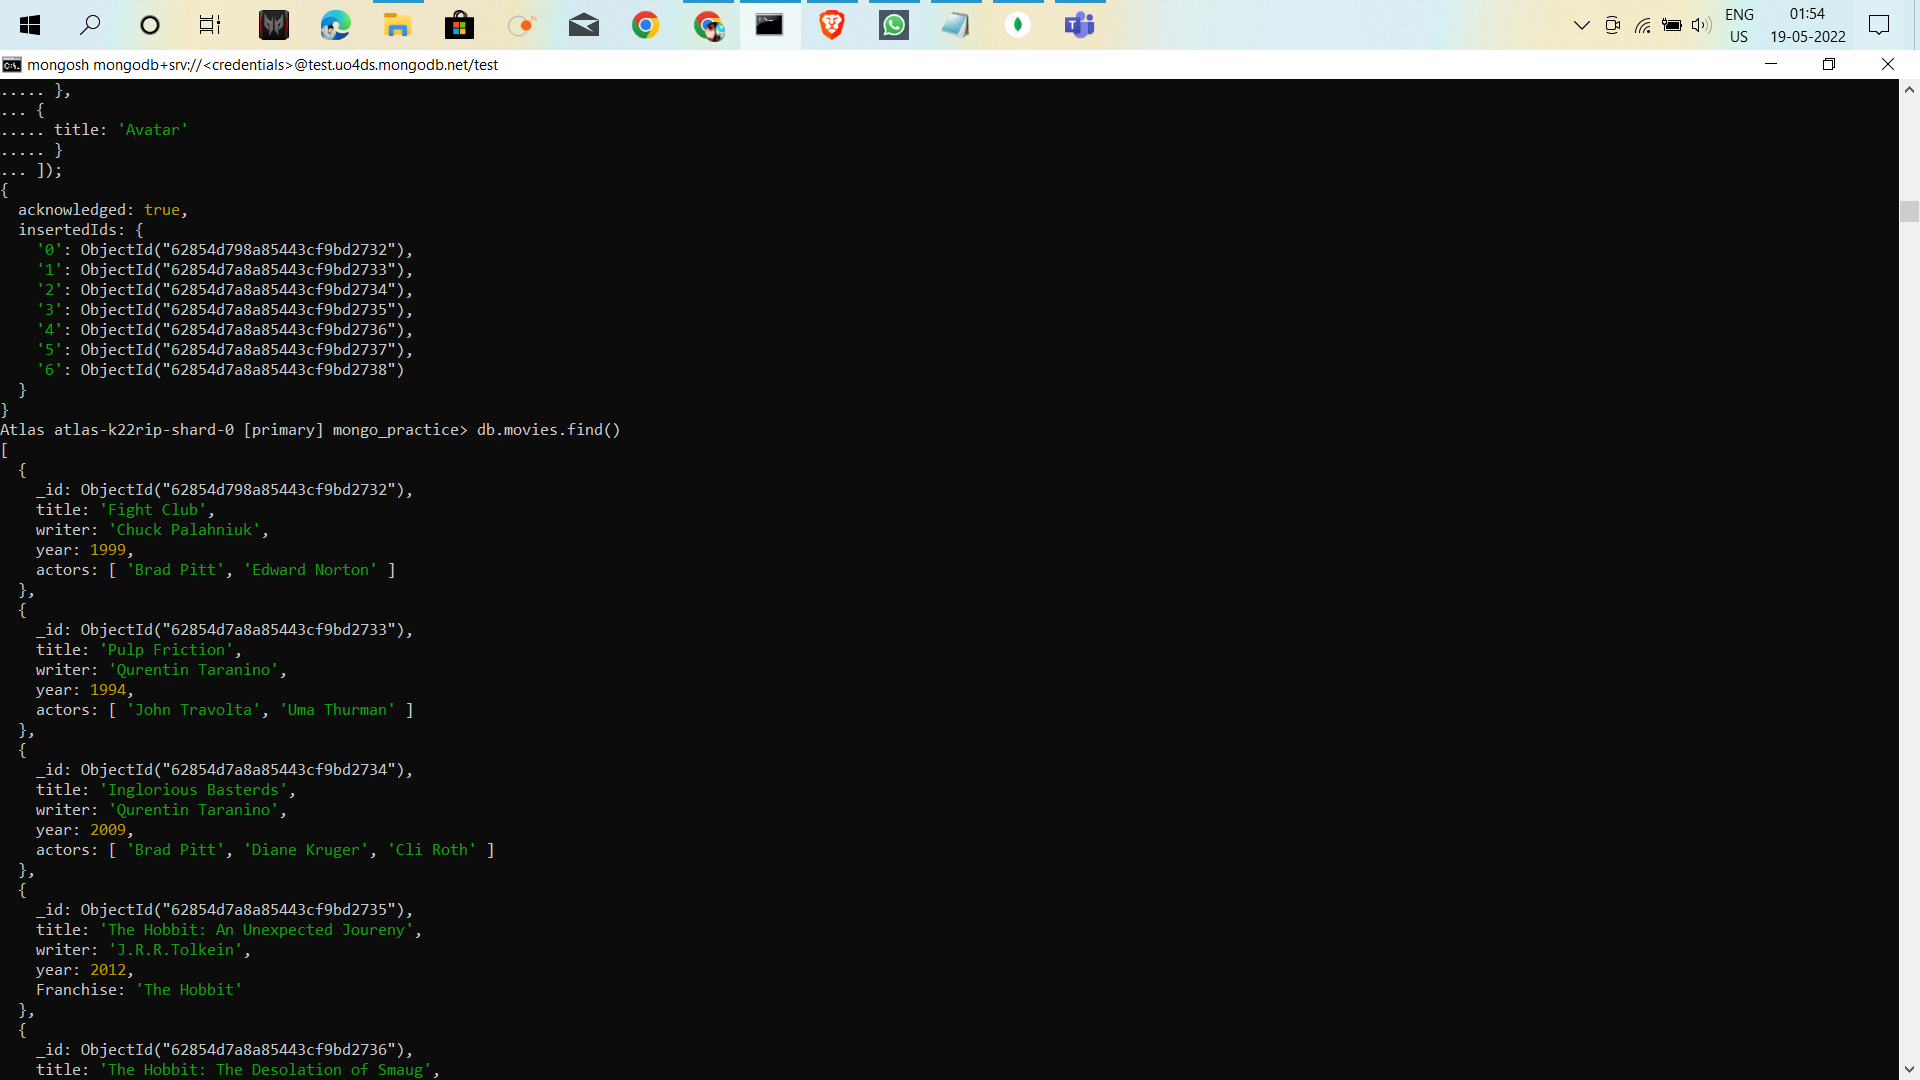 ENG
US
01:54
19-05-2022
mongosh mongodb+srv://<credentials>@test.uo4ds.mongodb.net/test
..... },
... {
..... title: 'Avatar'
..... }
... ]);
{
  acknowledged: true,
  insertedIds: {
    '0': ObjectId("62854d798a85443cf9bd2732"),
    '1': ObjectId("62854d7a8a85443cf9bd2733"),
    '2': ObjectId("62854d7a8a85443cf9bd2734"),
    '3': ObjectId("62854d7a8a85443cf9bd2735"),
    '4': ObjectId("62854d7a8a85443cf9bd2736"),
    '5': ObjectId("62854d7a8a85443cf9bd2737"),
    '6': ObjectId("62854d7a8a85443cf9bd2738")
  }
}
Atlas atlas-k22rip-shard-0 [primary] mongo_practice> db.movies.find()
[
  {
    _id: ObjectId("62854d798a85443cf9bd2732"),
    title: 'Fight Club',
    writer: 'Chuck Palahniuk',
    year: 1999,
    actors: [ 'Brad Pitt', 'Edward Norton' ]
  },
  {
    _id: ObjectId("62854d7a8a85443cf9bd2733"),
    title: 'Pulp Friction',
    writer: 'Qurentin Taranino',
    year: 1994,
    actors: [ 'John Travolta', 'Uma Thurman' ]
  },
  {
    _id: ObjectId("62854d7a8a85443cf9bd2734"),
    title: 'Inglorious Basterds',
    writer: 'Qurentin Taranino',
    year: 2009,
    actors: [ 'Brad Pitt', 'Diane Kruger', 'Cli Roth' ]
  },
  {
    _id: ObjectId("62854d7a8a85443cf9bd2735"),
    title: 'The Hobbit: An Unexpected Joureny',
    writer: 'J.R.R.Tolkein',
    year: 2012,
    Franchise: 'The Hobbit'
  },
  {
    _id: ObjectId("62854d7a8a85443cf9bd2736"),
    title: 'The Hobbit: The Desolation of Smaug',